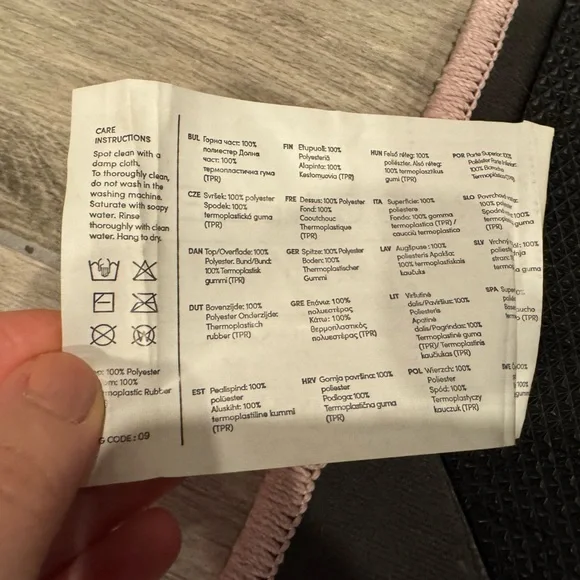 CARE
INSTRUCTIONS
Spot clean with a
damp cloth.
To thoroughly clean,
do not wash in the
washing machine.
Saturate with soapy
water. Rinse
thoroughly with clean
water. Hang to dry.
100% Polyester
100%
Rubber
CODE : 09
BUL Горна част: 100%
полиестер Долна
част: 100%
термопластична гума
(TPR)
CZE Svršek: 100% polyester
Spodek: 100%
termoplastická guma
(TPR)
DAN Top/Overflade: 100%
Polyester. Bund/Bund:
100% Termoplastisk
gummi (TPR)
DUT Bovenzijde: 100%
Polyester Onderzijde:
Thermoplastisch
rubber (TPR)
EST Pealispind: 100%
polüester
Aluskiht: 100%
termoplastiline kummi
(TPR)
FIN Etupuoli: 100%
Polyesteriä
Alapinta: 100%
Kestomuovia (TPR)
FRE Dessus: 100% Polyester
Fond: 100%
Caoutchouc
Thermoplastique
(TPR)
GER Spitze: 100% Polyester
Boden: 100%
Thermoplastischer
Gummi
GRE Επάνω: 100%
πολυεστέρας
Κάτω: 100%
Θερμοπλαστικός
πολυεστέρας (TPR)
HRV Gornja površina: 100%
poliester
Podloga: 100%
Termoplastična guma
(TPR)
HUN Felső réteg: 100%
poliészter. Alsó réteg:
100% termoplasztikus
gumi (TPR)
ITA Superficie: 100%
poliestere
Fondo: 100% gomma
termoplastica (TPR) /
caucciù termoplastico
LAV Augšpuse: 100%
poliesteris Apakša:
100% termoplastiskais
kaučuks
LIT Viršutinė
dalis/Paviršius: 100%
Poliesteris
Apatinė
dalis/Pagrindas: 100%
Termoplastinė guma
(TPR)/ Termoplastinis
kaučiukas (TPR)
POL Wierzch: 100%
Poliester
Spód: 100%
Termoplastyczny
kauczuk (TPR)
POR Parte Superior: 100%
Poliéster Parte Inferior:
100%
(TPR)
SLO
100%
SLV
SPA